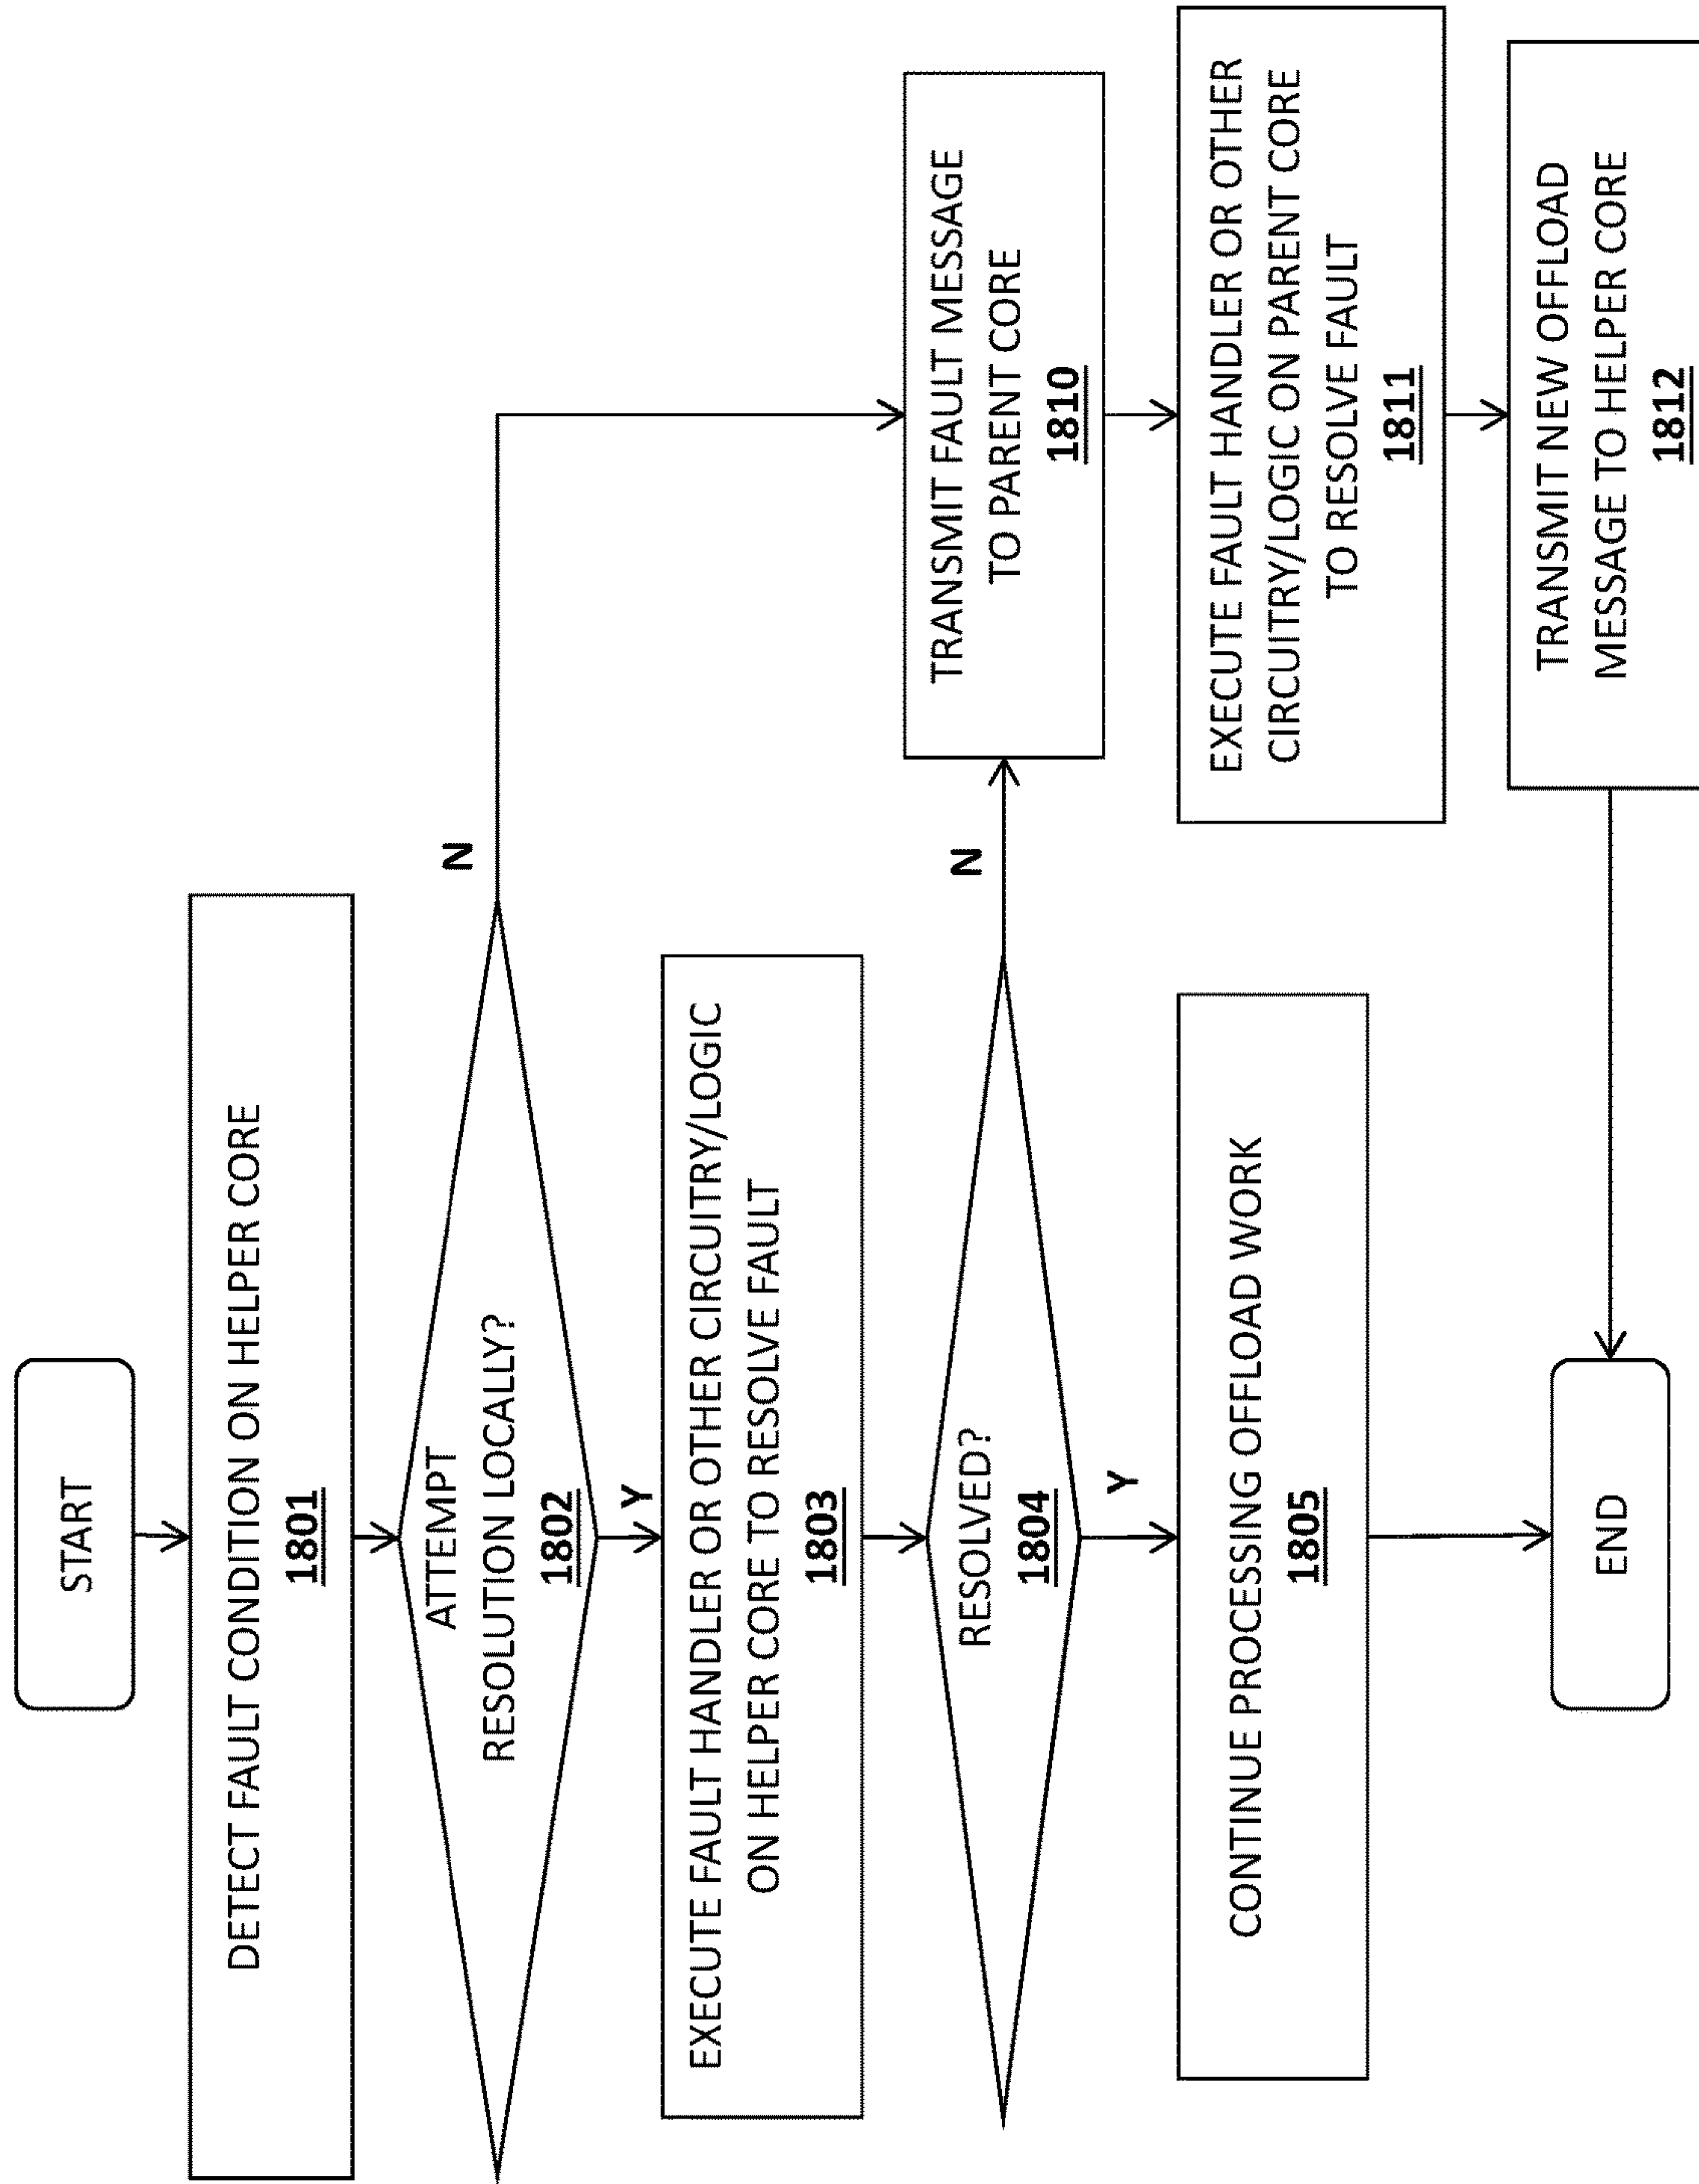 START
DETECT FAULT CONDITION ON HELPER CORE
1801
ATTEMPT
RESOLUTION LOCALLY?
1802
N
Y
EXECUTE FAULT HANDLER OR OTHER CIRCUITRY/LOGIC
ON HELPER CORE TO RESOLVE FAULT
1803
RESOLVED?
1804
N
Y
CONTINUE PROCESSING OFFLOAD WORK
1805
TRANSMIT FAULT MESSAGE
TO PARENT CORE
1810
EXECUTE FAULT HANDLER OR OTHER
CIRCUITRY/LOGIC ON PARENT CORE
TO RESOLVE FAULT
1811
TRANSMIT NEW OFFLOAD
MESSAGE TO HELPER CORE
1812
END